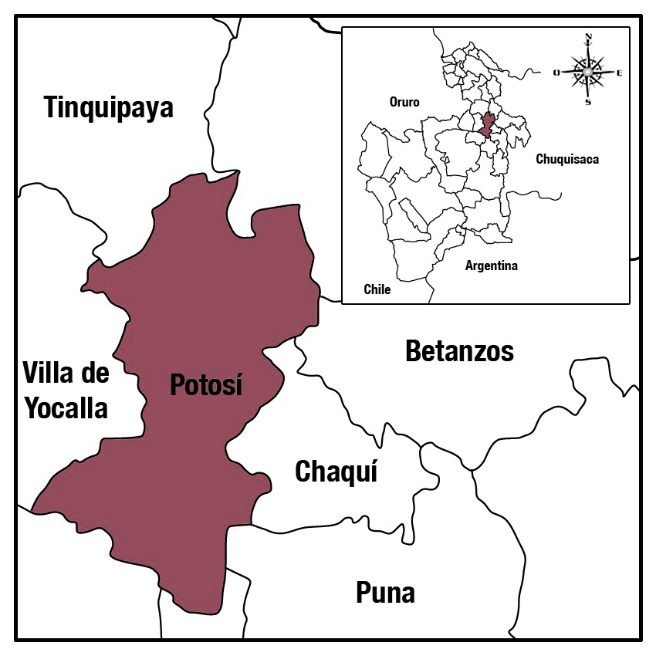 Tinquipaya
Villa de
Yocalla
Potosí
Betanzos
Chaquí
Puna
Oruro
Chuquisaca
Argentina
Chile
N
O
E
S